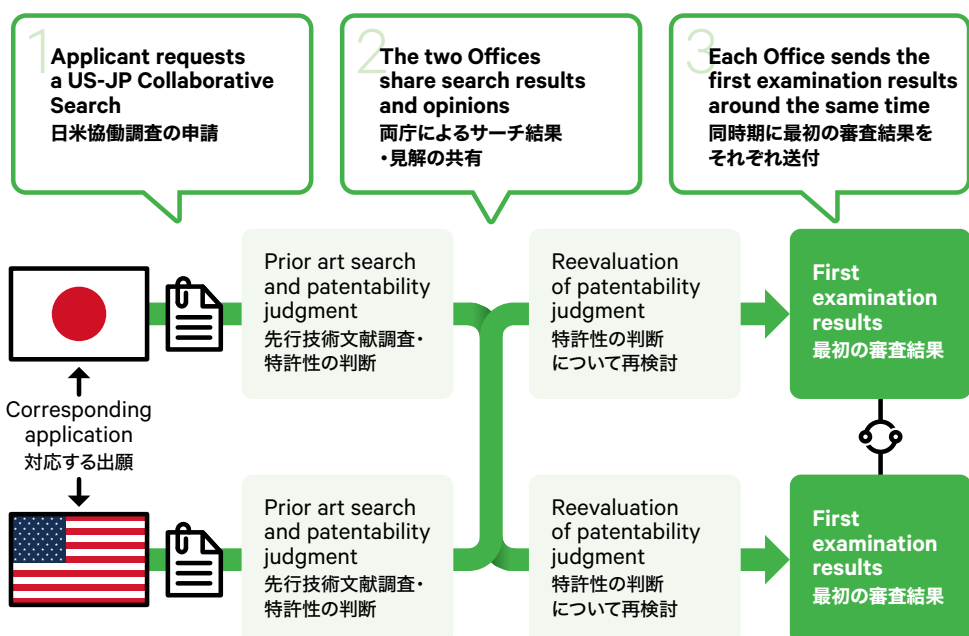 1
Applicant requests
a US-JP Collaborative
Search
日米協働調査の申請
2
The two Offices
share search results
and opinions
両庁によるサーチ結果
・見解の共有
3
Each Office sends the
first examination results
around the same time
同時期に最初の審査結果を
それぞれ送付
Prior art search
and patentability
judgment
先行技術文献調査・
特許性の判断
Reevaluation
of patentability
judgment
特許性の判断
について再検討
First
examination
results
最初の審査結果
Corresponding
application
対応する出願
Prior art search
and patentability
judgment
先行技術文献調査・
特許性の判断
Reevaluation
of patentability
judgment
特許性の判断
について再検討
First
examination
results
最初の審査結果